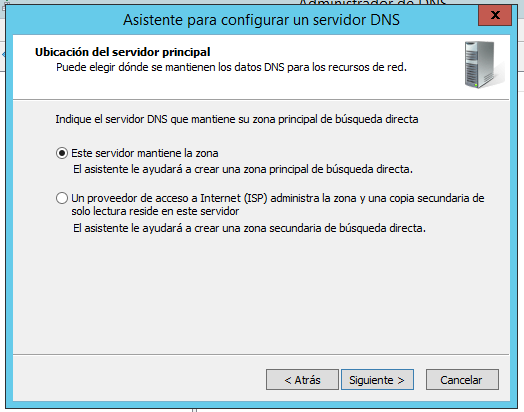 Administrador de DNS
Asistente para configurar un servidor DNS
x
Ubicación del servidor principal
Puede elegir dónde se mantienen los datos DNS para los recursos de red.
Indique el servidor DNS que mantiene su zona principal de búsqueda directa
Este servidor mantiene la zona
El asistente le ayudará a crear una zona principal de búsqueda directa.
Un proveedor de acceso a Internet (ISP) administra la zona y una copia secundaria de
solo lectura reside en este servidor
El asistente le ayudará a crear una zona secundaria de búsqueda directa.
< Atrás
Siguiente >
Cancelar